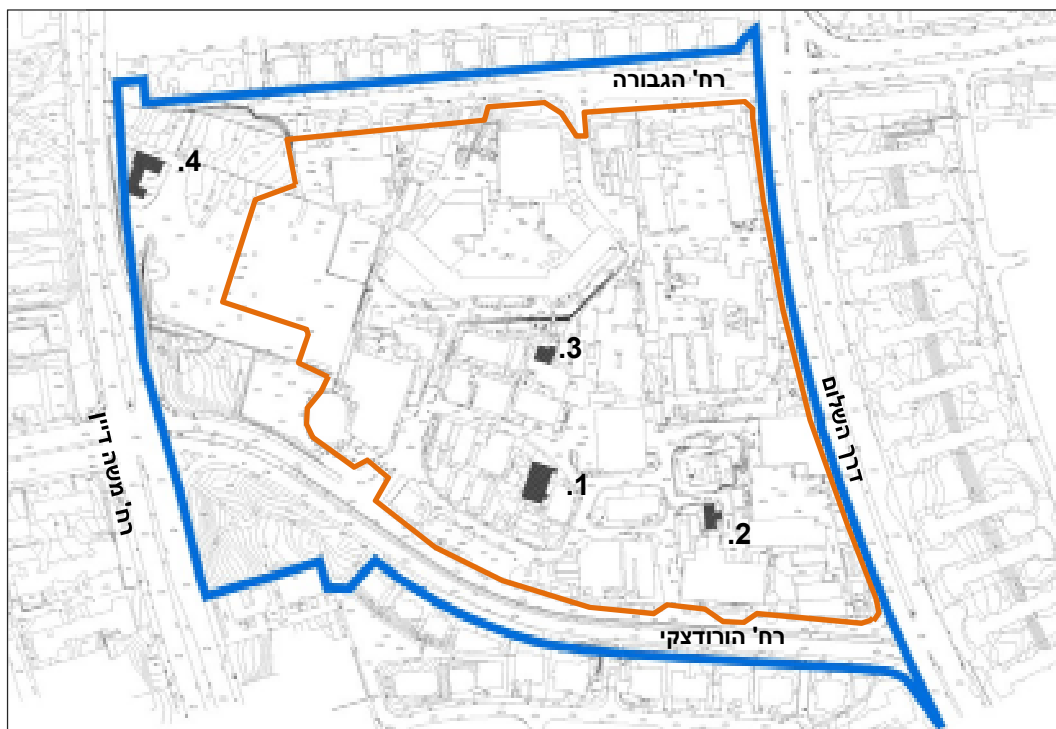 רח' הגבורה
4.
3.
דרך השלום
רח' משה דיין
1.
2.
רח' הורודצקי